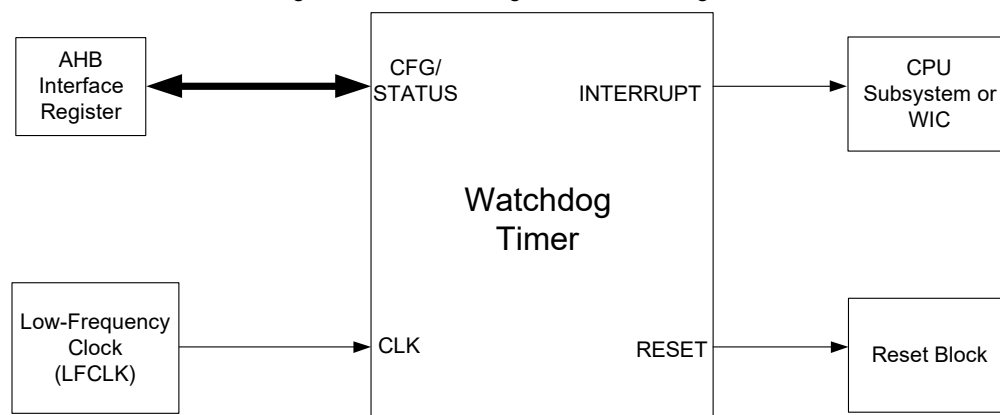 AHB
Interface
Register
CFG/
STATUS
INTERRUPT
CPU
Subsystem or
WIC
Watchdog
Timer
Low-Frequency
Clock
(LFCLK)
CLK
RESET
Reset Block